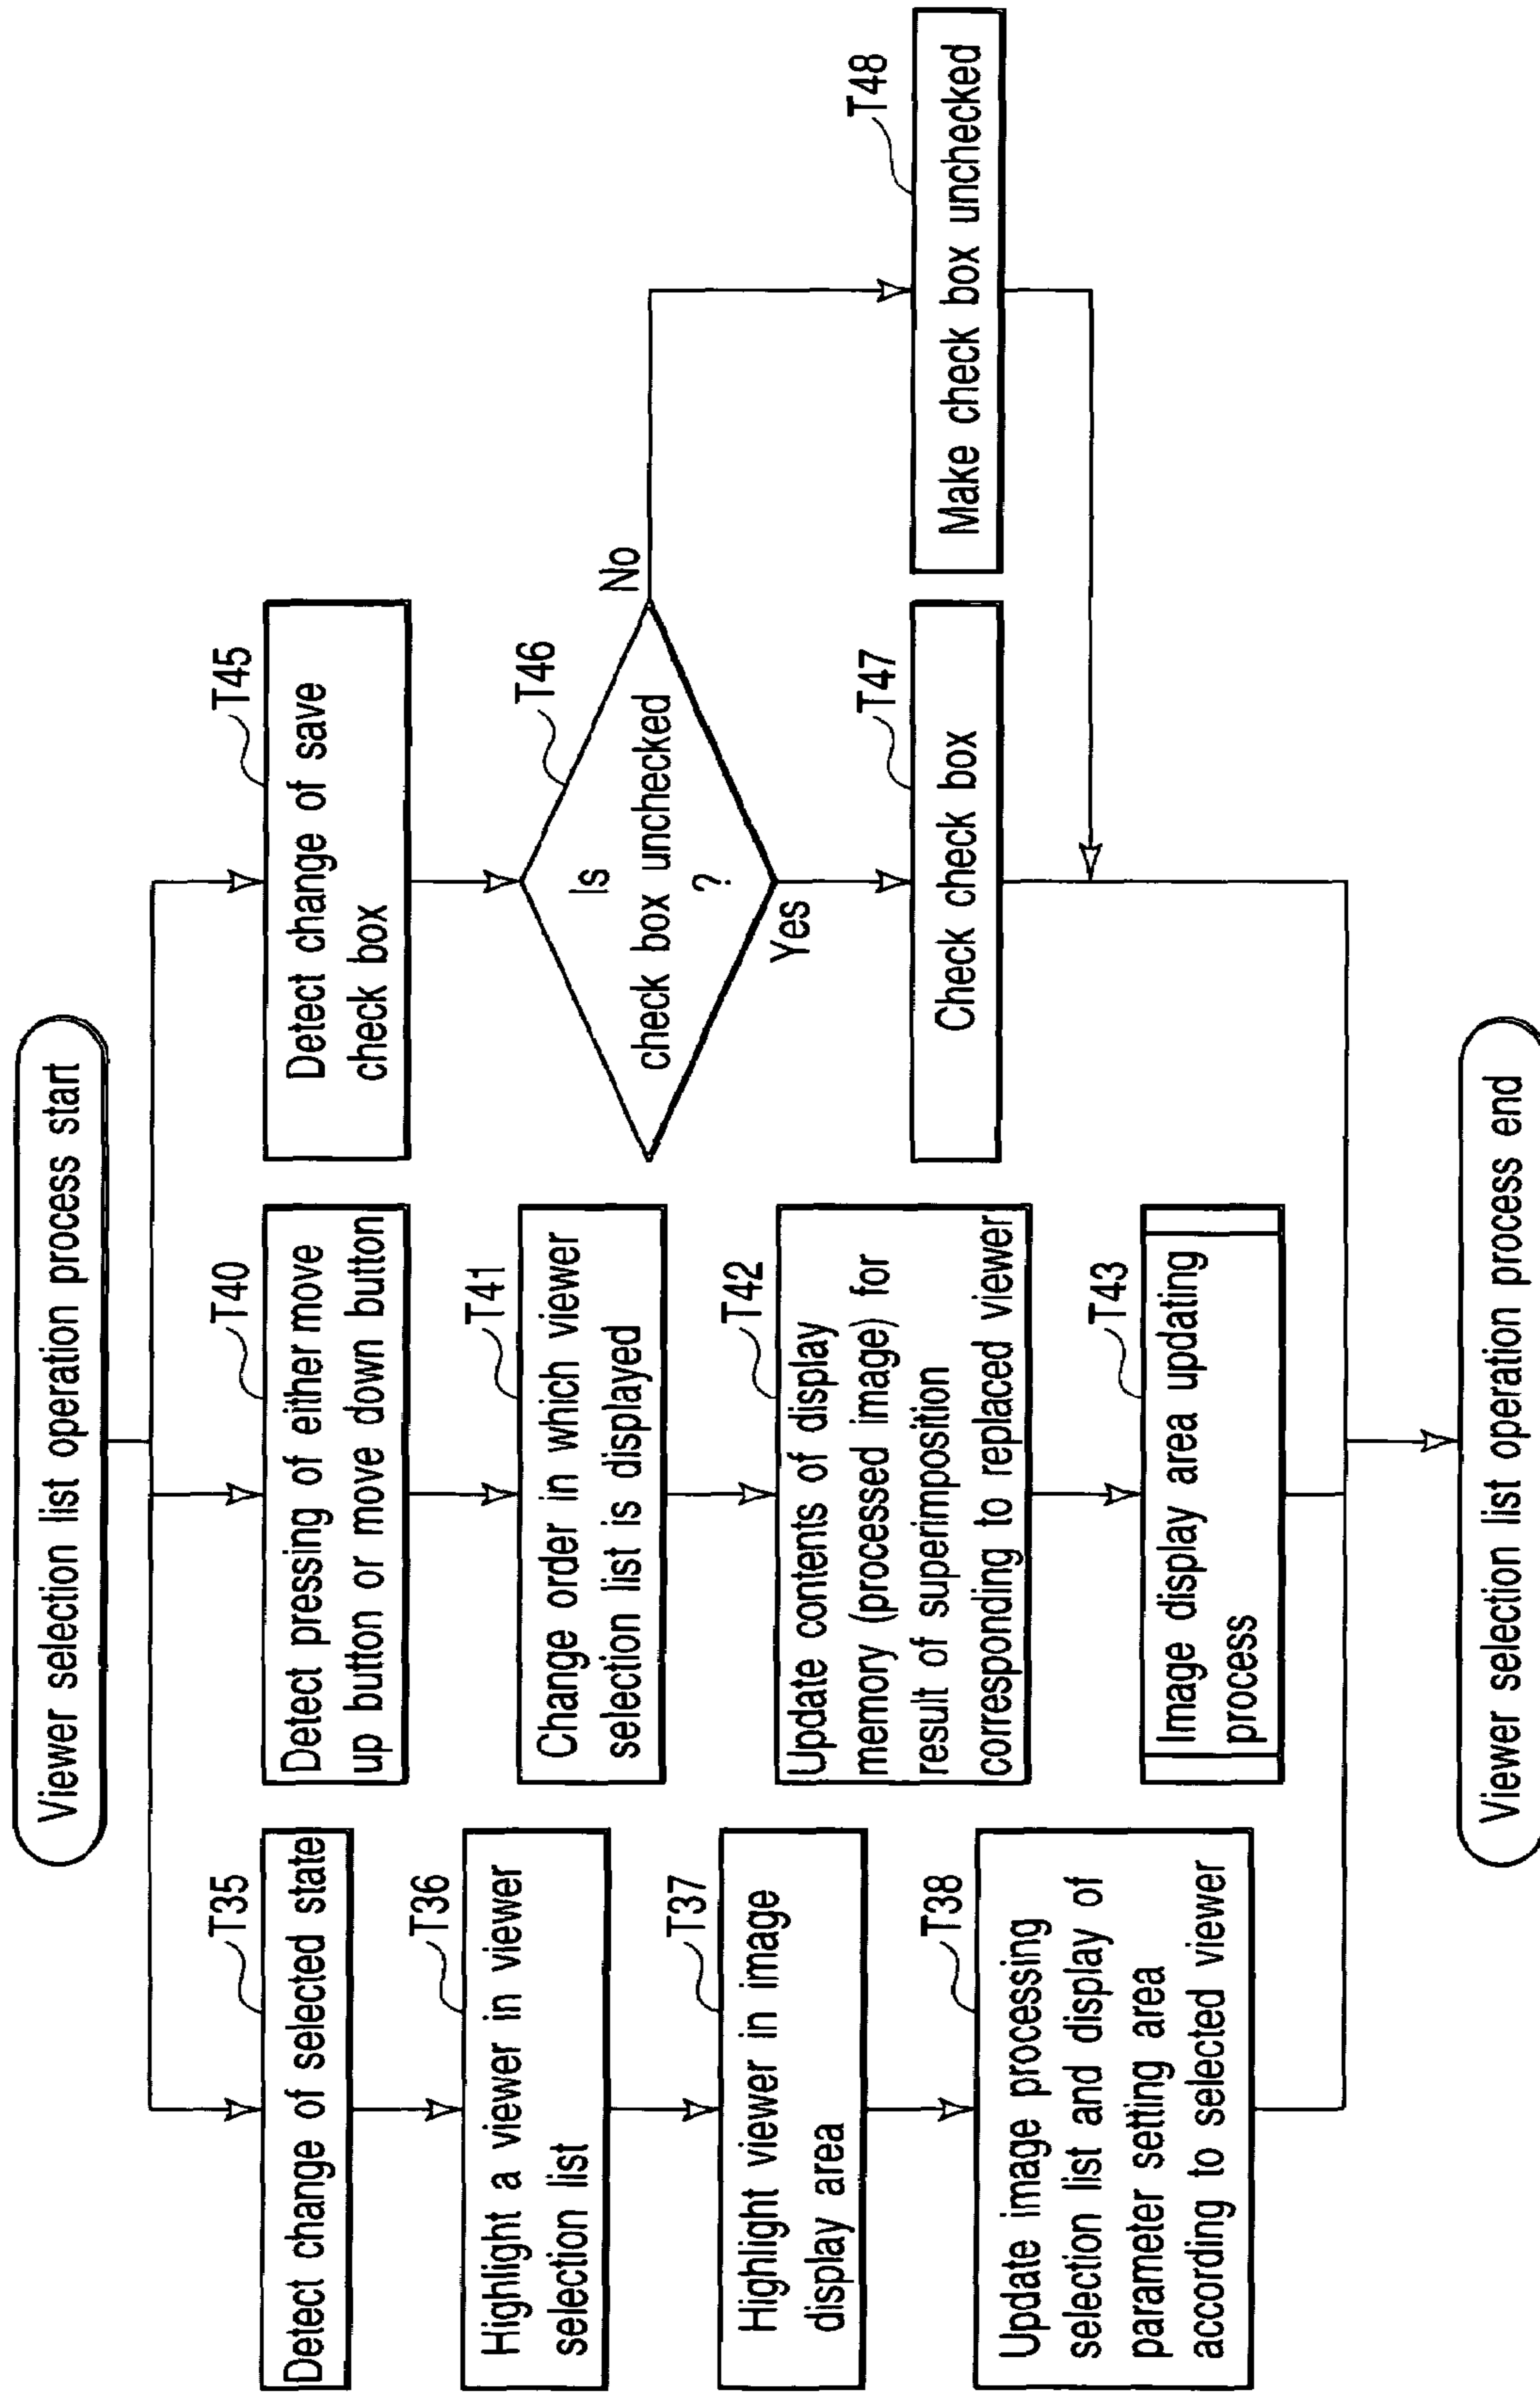 Viewer selection list operation process start
T35
Detect change of selected state
T36
Highlight a viewer in viewer
selection list
T37
Highlight viewer in image
display area
T38
Update image processing
selection list and display of
parameter setting area
according to selected viewer
T40
Detect pressing of either move
up button or move down button
T41
Change order in which viewer
selection list is displayed
T42
Update contents of display
memory (processed image) for
result of superimposition
corresponding to replaced viewer
T43
Image display area updating
process
T45
Detect change of save
check box
T46
Is
check box unchecked
?
No
Yes
T47
Check check box
T48
Make check box unchecked
Viewer selection list operation process end